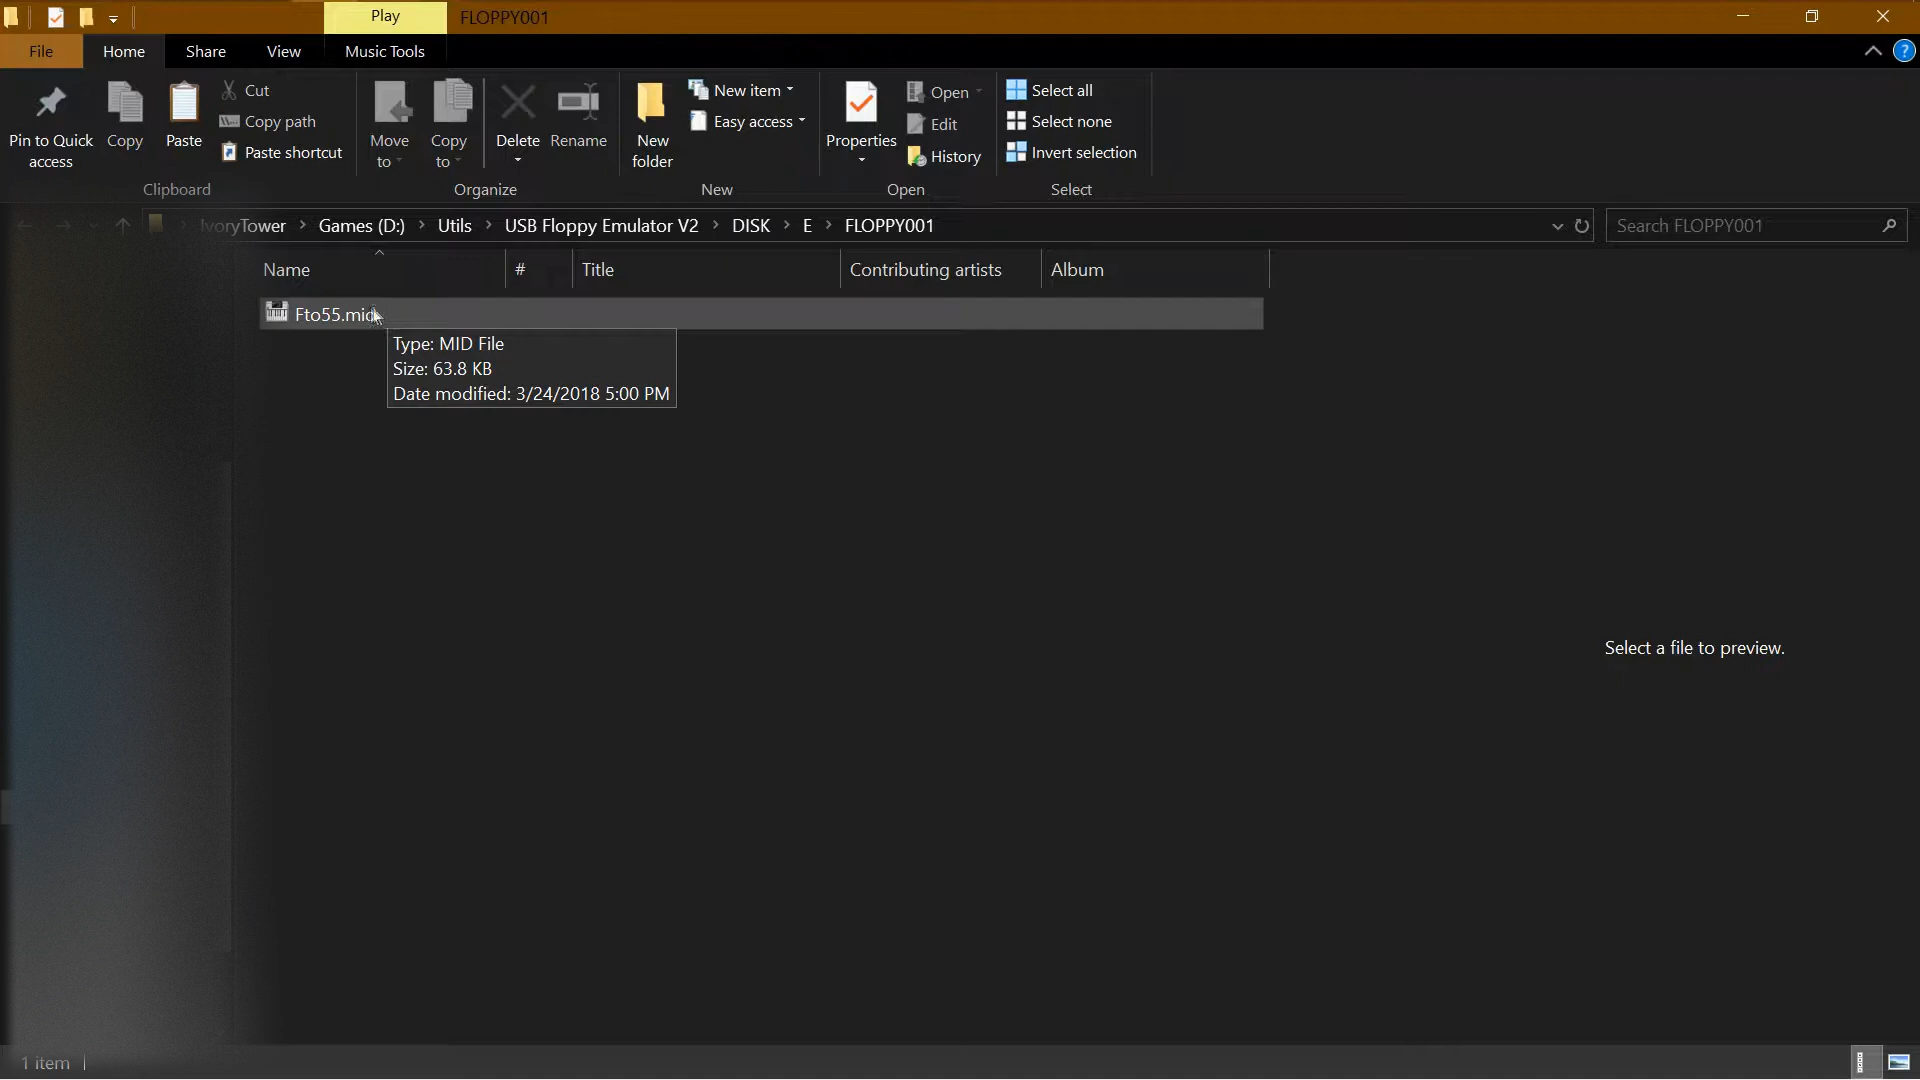 Play FLOPPY001
File Home Share View Music Tools
Pin to Quick access
Copy
Paste
Cut
Copy path
Paste shortcut
Clipboard
Move to
Copy to
Delete
Rename
Organize
New folder
New item
Easy access
New
Properties
Open
Edit
History
Open
Select all
Select none
Invert selection
Select
IvoryTower Games (D:) Utils USB Floppy Emulator V2 DISK E FLOPPY001
Search FLOPPY001
Name # Title Contributing artists Album
Fto55.mid
Type: MID File
Size: 63.8 KB
Date modified: 3/24/2018 5:00 PM
Select a file to preview.
1 item